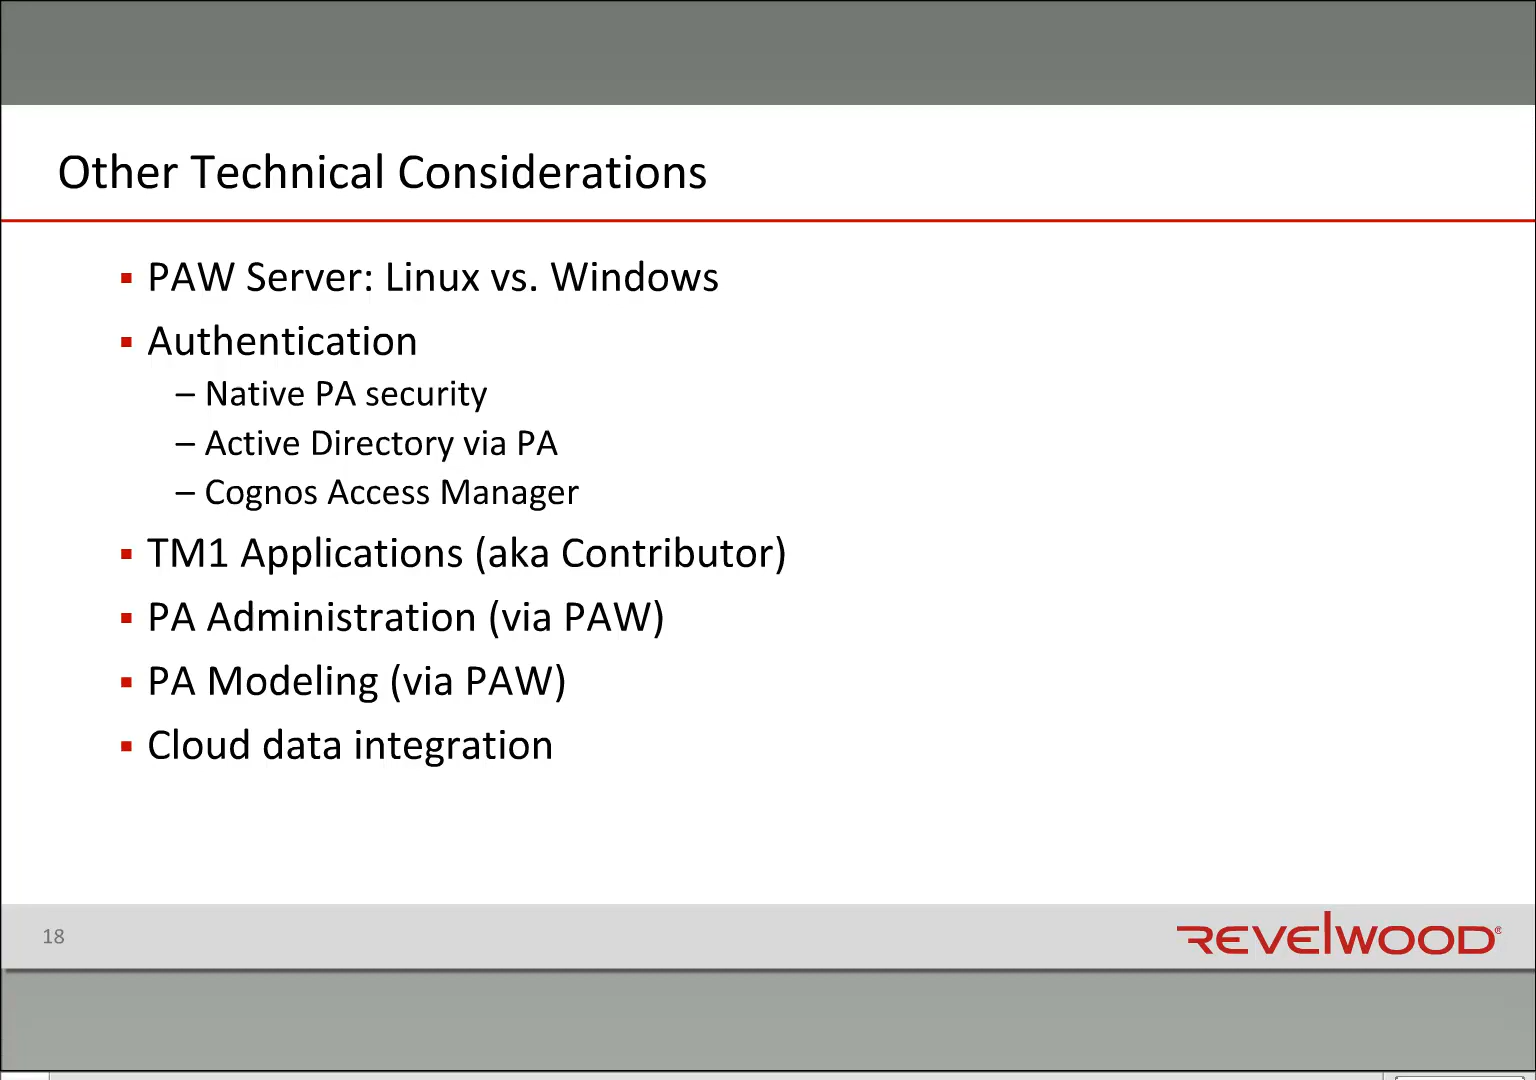 Other Technical Considerations
▪ PAW Server: Linux vs. Windows
▪ Authentication
– Native PA security
– Active Directory via PA
– Cognos Access Manager
▪ TM1 Applications (aka Contributor)
▪ PA Administration (via PAW)
▪ PA Modeling (via PAW)
▪ Cloud data integration
18
REVELWOOD®